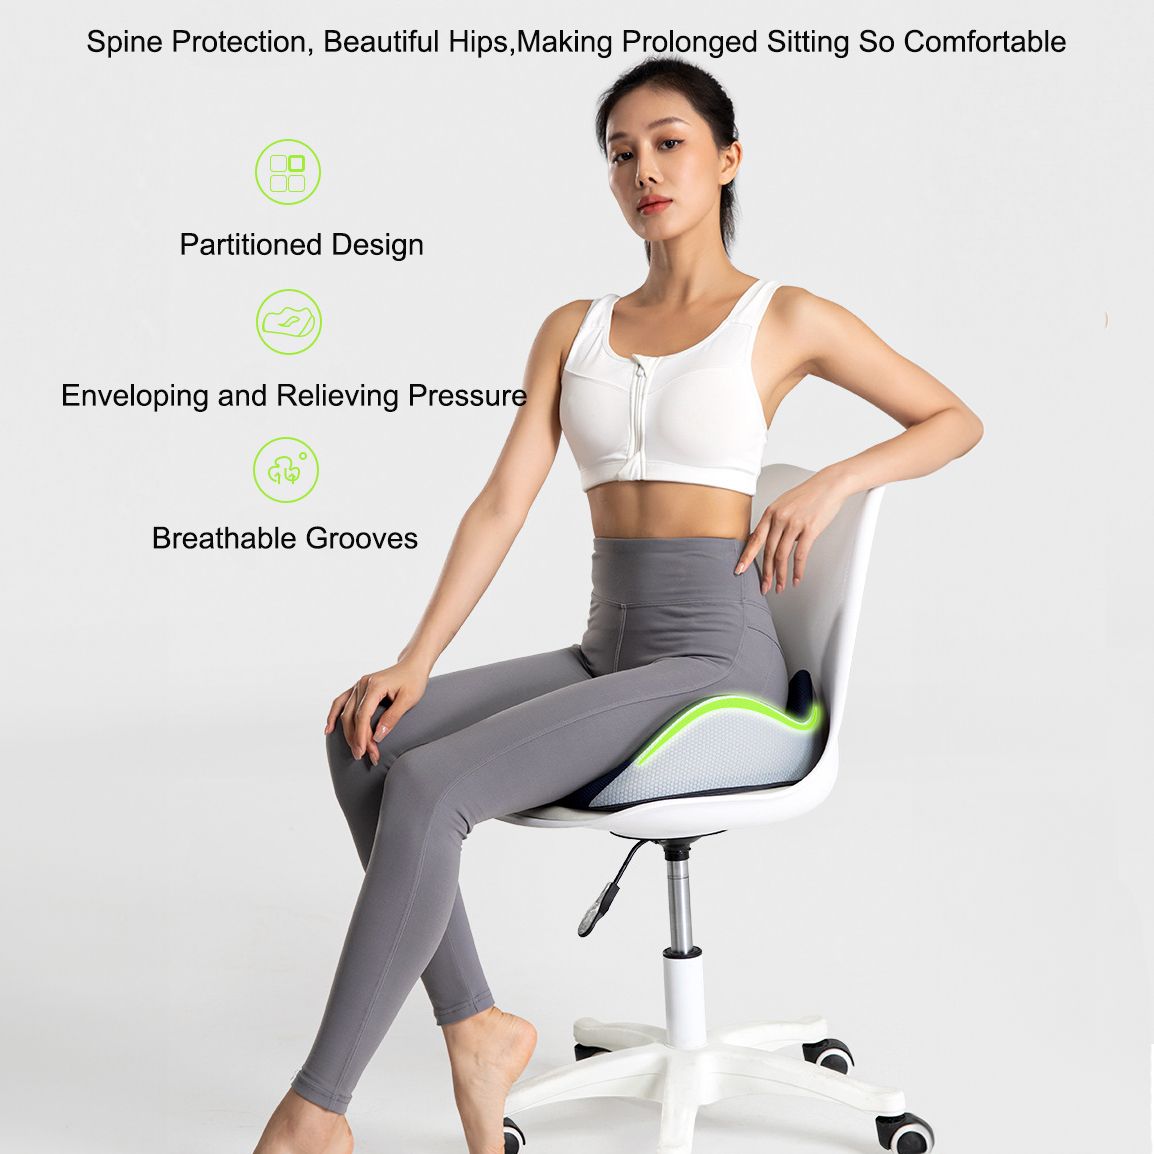 Spine Protection, Beautiful Hips,Making Prolonged Sitting So Comfortable
Partitioned Design
Enveloping and Relieving Pressure
Breathable Grooves